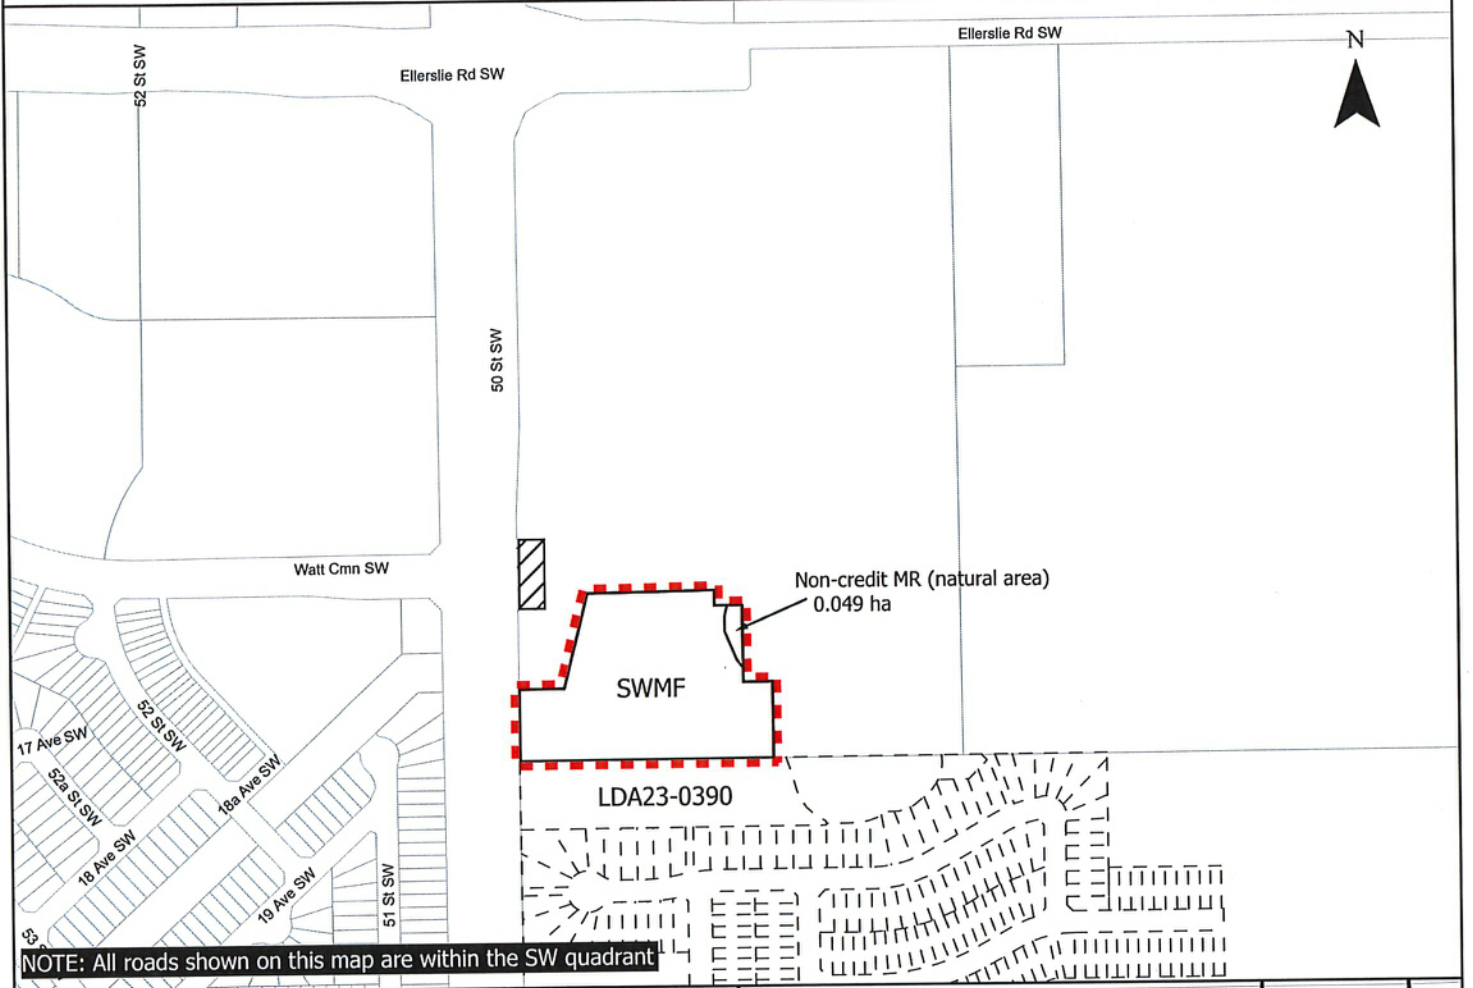 Ellerslie Rd SW
N
52 St SW
Ellerslie Rd SW
50 St SW
Watt Cmn SW
Non-credit MR (natural area)
0.049 ha
SWMF
52 St SW
17 Ave SW
52a St SW
18a Ave SW
LDA23-0390
18 Ave SW
19 Ave SW
51 St SW
53
NOTE: All roads shown on this map are within the SW quadrant